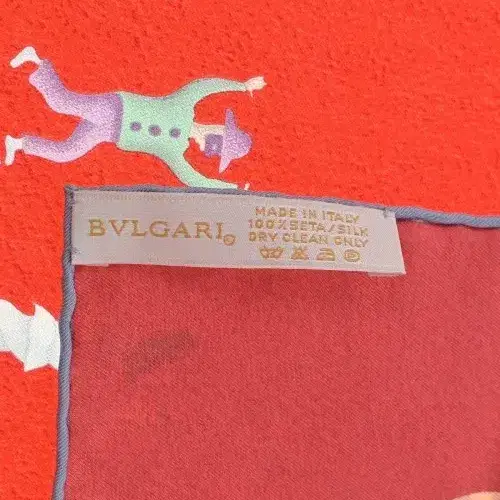 BVLGARI
MADE IN ITALY
100% SETA/SILK
DRY CLEAN ONLY